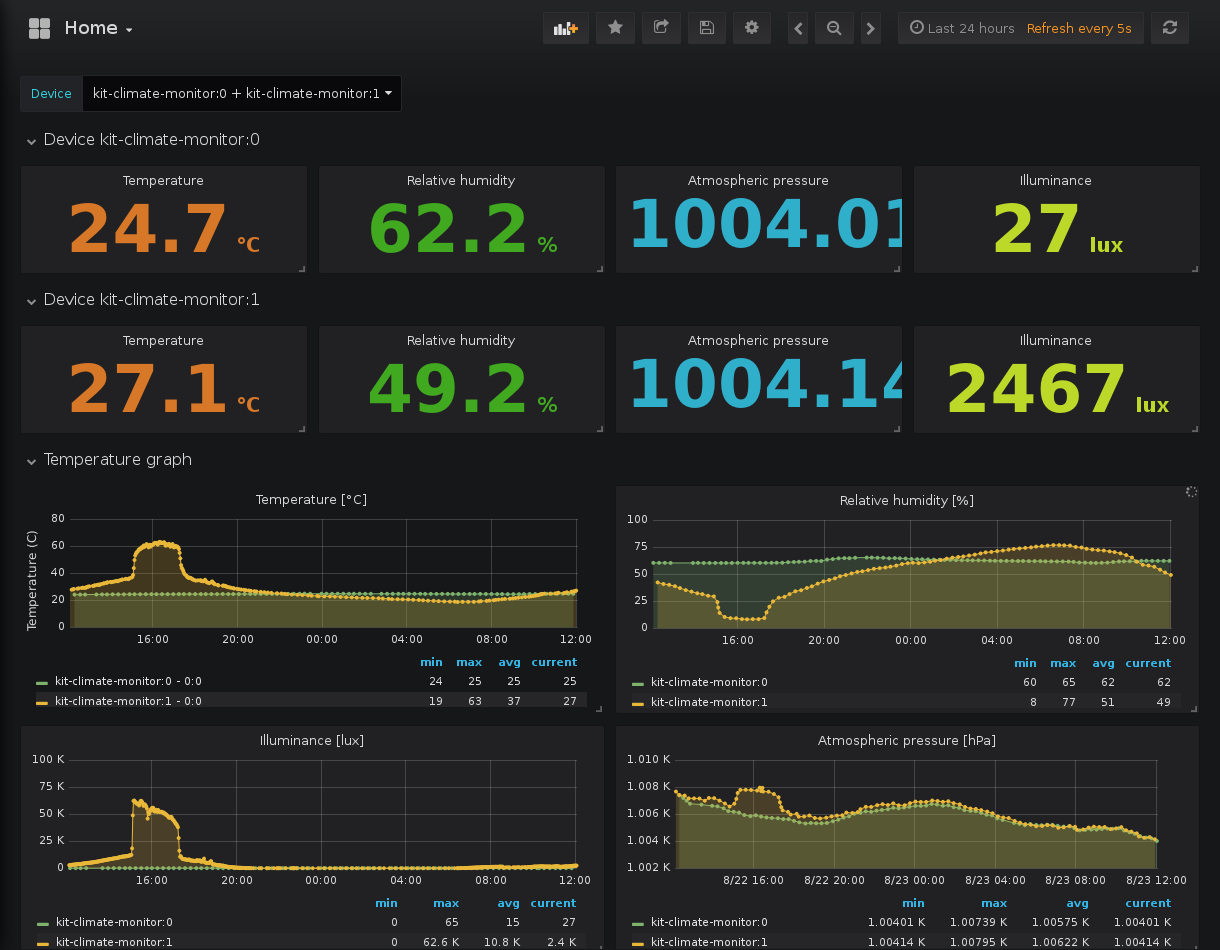 Home
Last 24 hours Refresh every 5s
Device kit-climate-monitor:0 + kit-climate-monitor:1
Device kit-climate-monitor:0
Temperature Relative humidity Atmospheric pressure Illuminance
24.7 °C 62.2 % 1004.01 27 lux
Device kit-climate-monitor:1
Temperature Relative humidity Atmospheric pressure Illuminance
27.1 °C 49.2 % 1004.14 2467 lux
Temperature graph
Temperature [°C]
Temperature (C)
80
60
40
20
0
16:00 20:00 00:00 04:00 08:00 12:00
min max avg current
kit-climate-monitor:0 - 0:0 24 25 25 25
kit-climate-monitor:1 - 0:0 19 63 37 27
Relative humidity [%]
100
75
50
25
0
16:00 20:00 00:00 04:00 08:00 12:00
min max avg current
kit-climate-monitor:0 60 65 62 62
kit-climate-monitor:1 8 77 51 49
Illuminance [lux]
100 K
75 K
50 K
25 K
0
16:00 20:00 00:00 04:00 08:00 12:00
min max avg current
kit-climate-monitor:0 0 65 15 27
kit-climate-monitor:1 0 62.6 K 10.8 K 2.4 K
Atmospheric pressure [hPa]
1.010 K
1.008 K
1.006 K
1.004 K
1.002 K
8/22 16:00 8/22 20:00 8/23 00:00 8/23 04:00 8/23 08:00 8/23 12:00
min max avg current
kit-climate-monitor:0 1.00401 K 1.00739 K 1.00575 K 1.00401 K
kit-climate-monitor:1 1.00414 K 1.00795 K 1.00622 K 1.00414 K